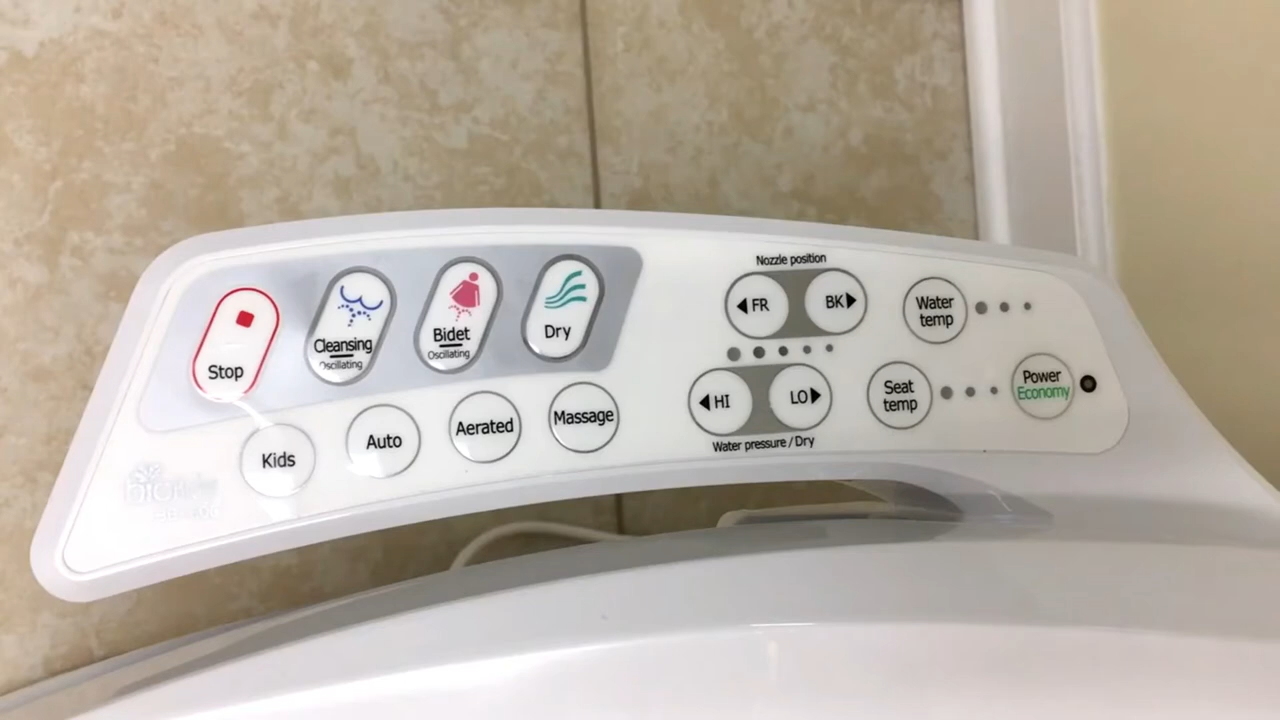 Stop
Cleansing
Oscillating
Bidet
Oscillating
Dry
Kids
Auto
Aerated
Massage
Nozzle position
FR
BK
HI
LO
Water pressure / Dry
Water
temp
Seat
temp
Power
Economy